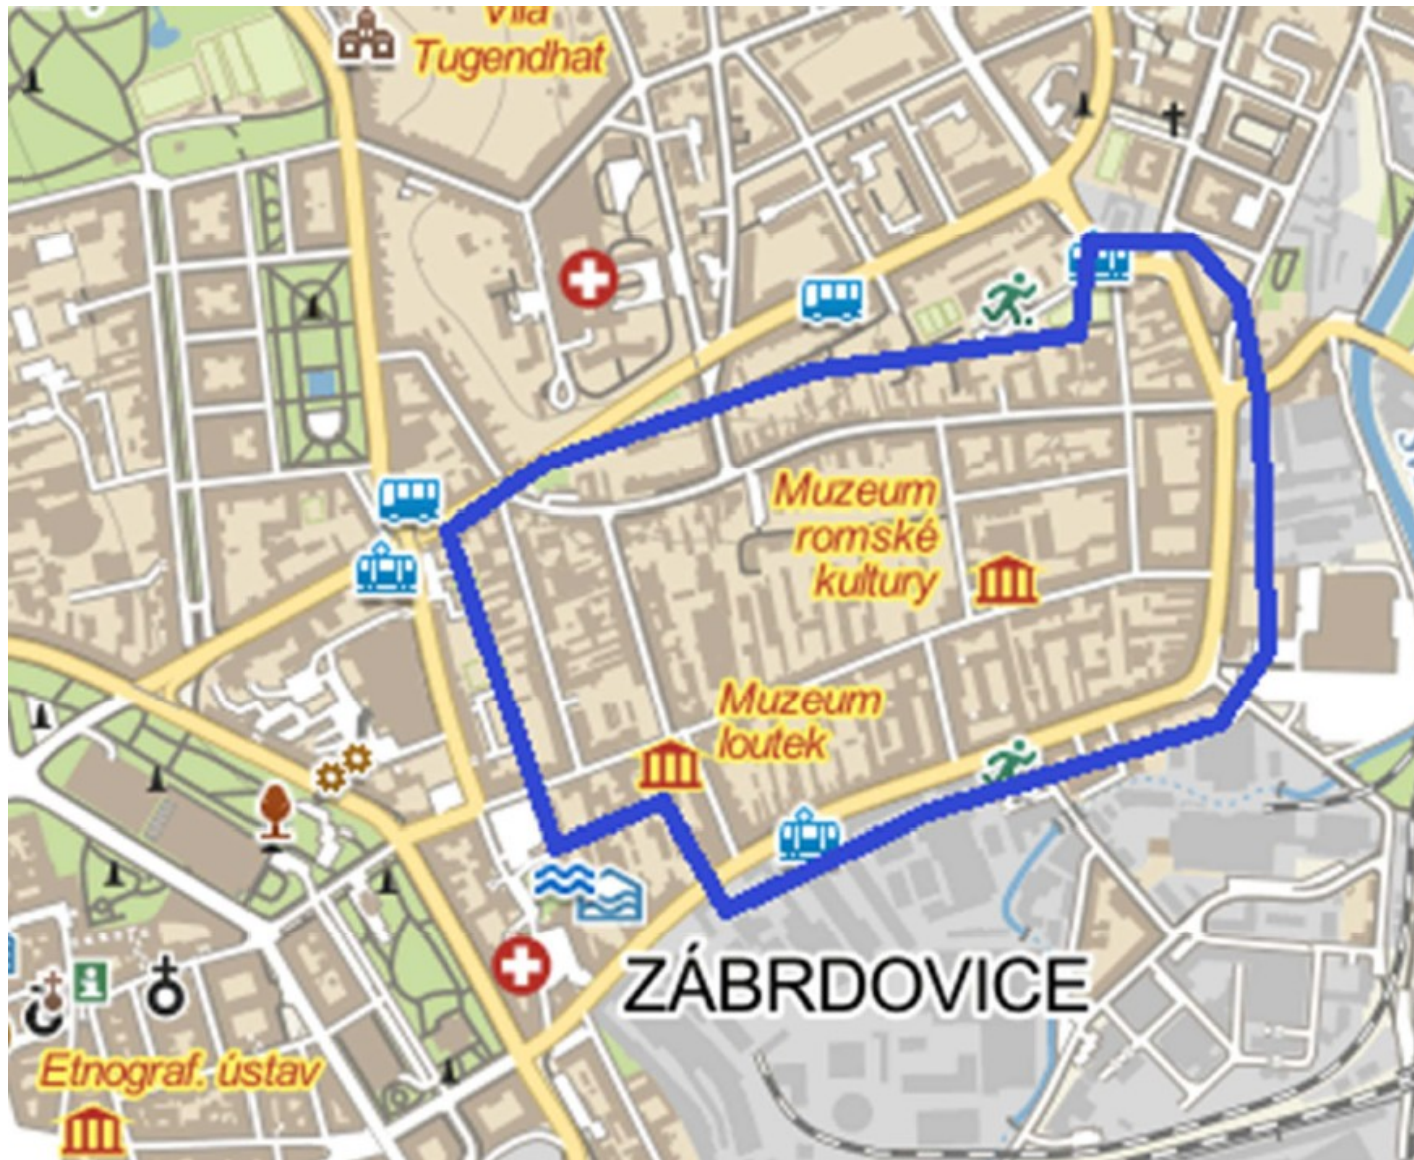 Vila
Tugendhat
Muzeum
romské
kultury
Muzeum
loutek
ZÁBRDOVICE
Etnograf. ústav